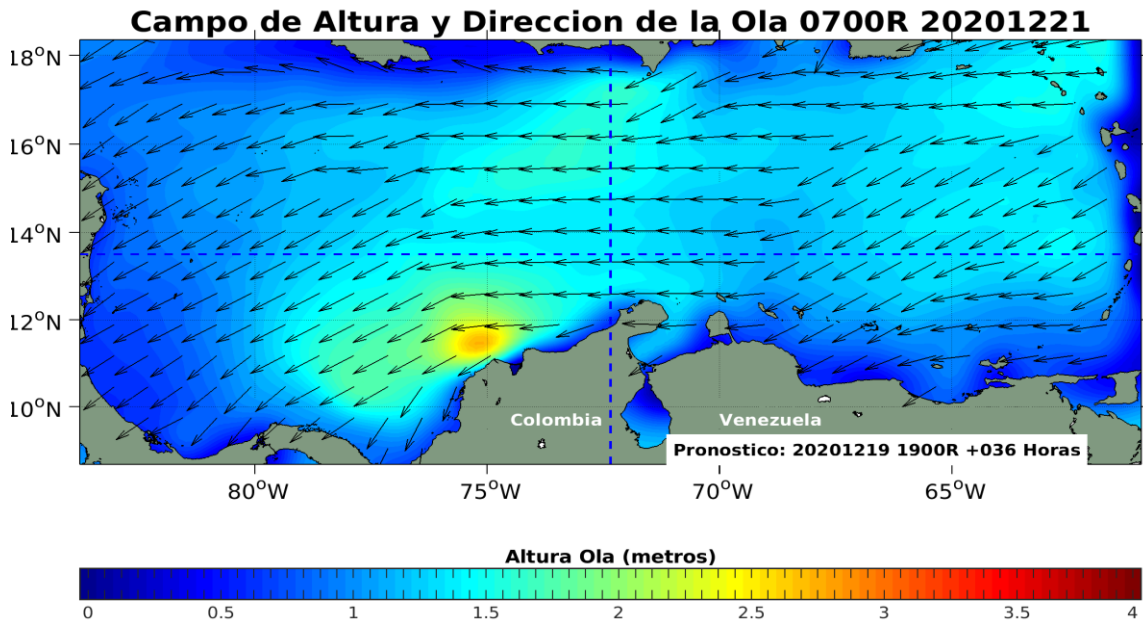 Campo de Altura y Direccion de la Ola 0700R 20201221
18°N
16°N
14°N
12°N
10°N
Colombia
Venezuela
Pronostico: 20201219 1900R +036 Horas
80°W
75°W
70°W
65°W
Altura Ola (metros)
0 0.5 1 1.5 2 2.5 3 3.5 4